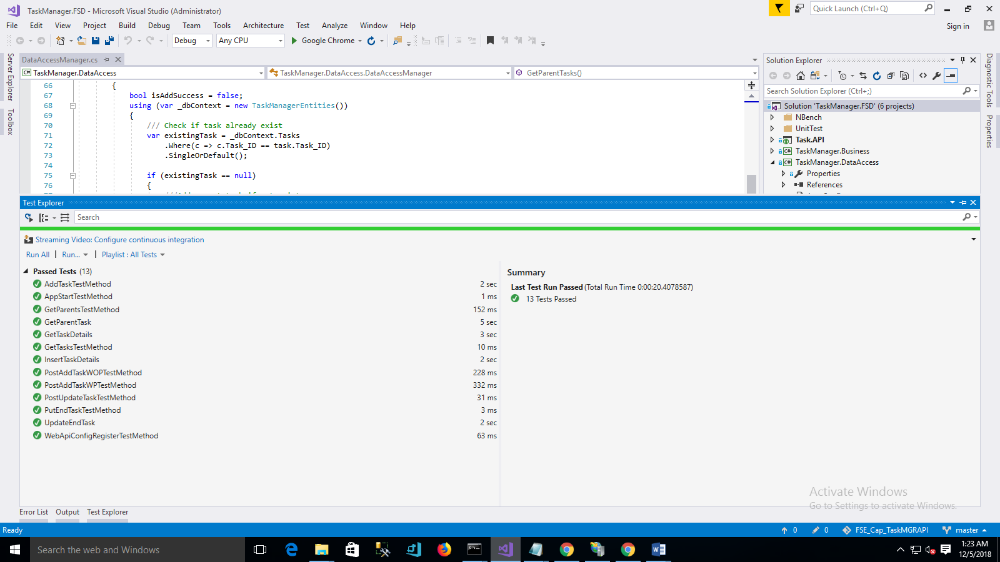 TaskManager.FSD - Microsoft Visual Studio (Administrator)
Quick Launch (Ctrl+Q)
File Edit View Project Build Debug Team Tools Architecture Test Analyze Window Help
Sign in
Debug Any CPU Google Chrome
Server Explorer
Toolbox
DataAccessManager.cs
TaskManager.DataAccess TaskManager.DataAccess.DataAccessManager GetParentTasks()
66 {
67 bool isAddSuccess = false;
68 using (var _dbContext = new TaskManagerEntities())
69 {
70 /// Check if task already exist
71 var existingTask = _dbContext.Tasks
72 .Where(c => c.Task_ID == task.Task_ID)
73 .SingleOrDefault();
74
75 if (existingTask == null)
76 {
Solution Explorer
Search Solution Explorer (Ctrl+;)
Solution 'TaskManager.FSD' (6 projects)
NBench
UnitTest
Task.API
TaskManager.Business
TaskManager.DataAccess
Properties
References
Diagnostic Tools
Properties
Test Explorer
Search
Streaming Video: Configure continuous integration
Run All | Run... | Playlist : All Tests
Passed Tests (13)
AddTaskTestMethod 2 sec
AppStartTestMethod 1 ms
GetParentsTestMethod 152 ms
GetParentTask 5 sec
GetTaskDetails 3 sec
GetTasksTestMethod 10 ms
InsertTaskDetails 2 sec
PostAddTaskWOPTestMethod 228 ms
PostAddTaskWPTestMethod 332 ms
PostUpdateTaskTestMethod 31 ms
PutEndTaskTestMethod 3 ms
UpdateEndTask 2 sec
WebApiConfigRegisterTestMethod 63 ms
Summary
Last Test Run Passed (Total Run Time 0:00:20.4078587)
13 Tests Passed
Activate Windows
Go to Settings to activate Windows.
Error List Output Test Explorer
Ready
0 0 FSE_Cap_TaskMGRAPI master
Search the web and Windows
1:23 AM
12/5/2018